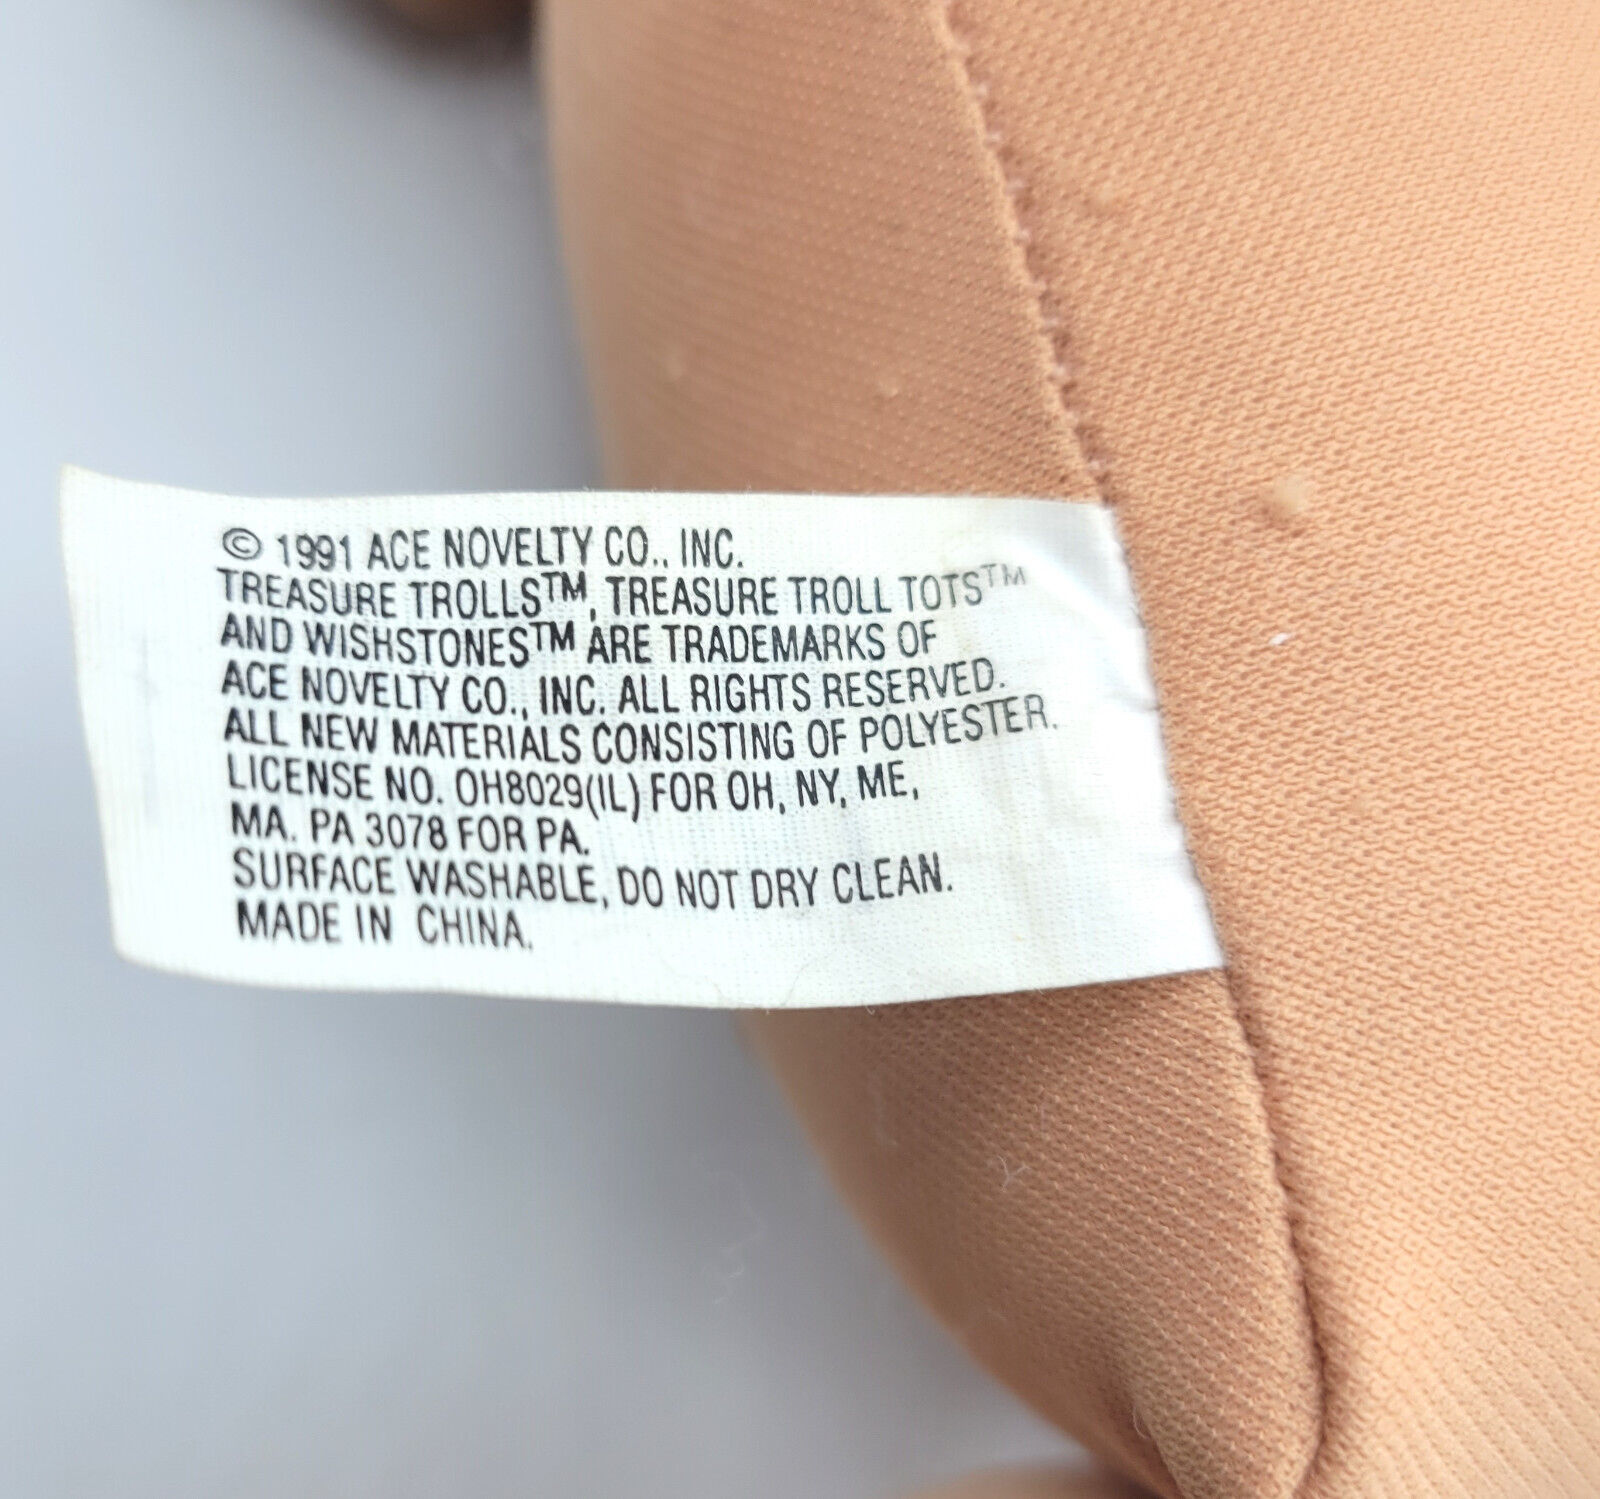 © 1991 ACE NOVELTY CO., INC.
TREASURE TROLLS™, TREASURE TROLL TOTS™
AND WISHSTONES™ ARE TRADEMARKS OF
ACE NOVELTY CO., INC. ALL RIGHTS RESERVED.
ALL NEW MATERIALS CONSISTING OF POLYESTER.
LICENSE NO. OH8029(IL) FOR OH, NY, ME,
MA. PA 3078 FOR PA.
SURFACE WASHABLE, DO NOT DRY CLEAN.
MADE IN CHINA.